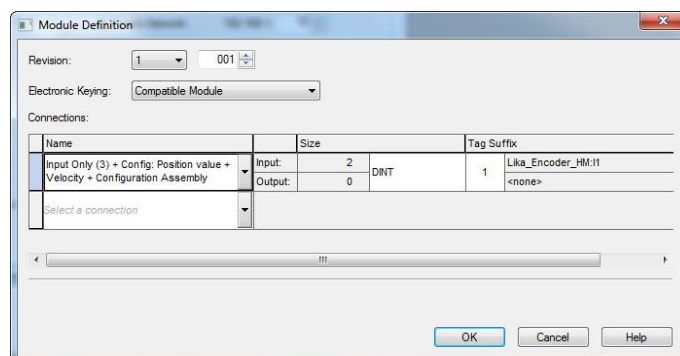 Module Definition
Revision: 1 001
Electronic Keying: Compatible Module
Connections:
Name Size Tag Suffix
Input Only (3) + Config: Position value + Velocity + Configuration Assembly Input: 2 DINT 1 Lika_Encoder_HM:I1
Output: 0 <none>
Select a connection
OK Cancel Help